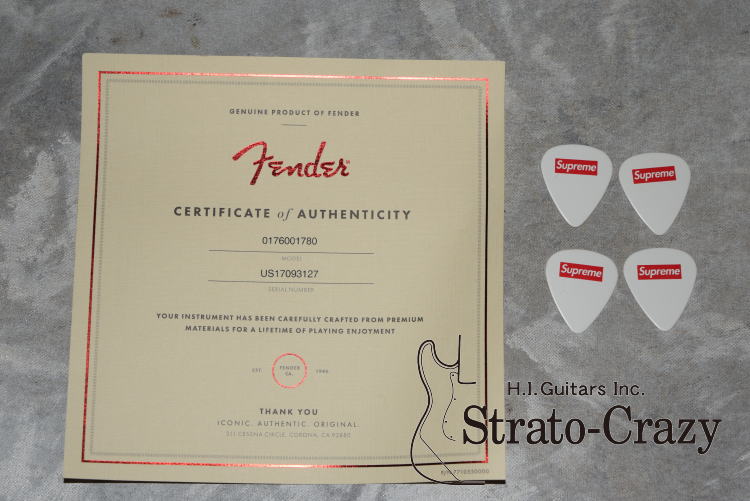 GENUINE PRODUCT OF FENDER
Fender
CERTIFICATE of AUTHENTICITY
0176001780
MODEL
US17093127
SERIAL NUMBER
YOUR INSTRUMENT HAS BEEN CAREFULLY CRAFTED FROM PREMIUM
MATERIALS FOR A LIFETIME OF PLAYING ENJOYMENT
EST. FENDER CO. 1946
THANK YOU
ICONIC. AUTHENTIC. ORIGINAL.
311 CESSNA CIRCLE, CORONA, CA 92880
Supreme
Supreme
Supreme
Supreme
H.I.Guitars Inc.
Strato-Crazy